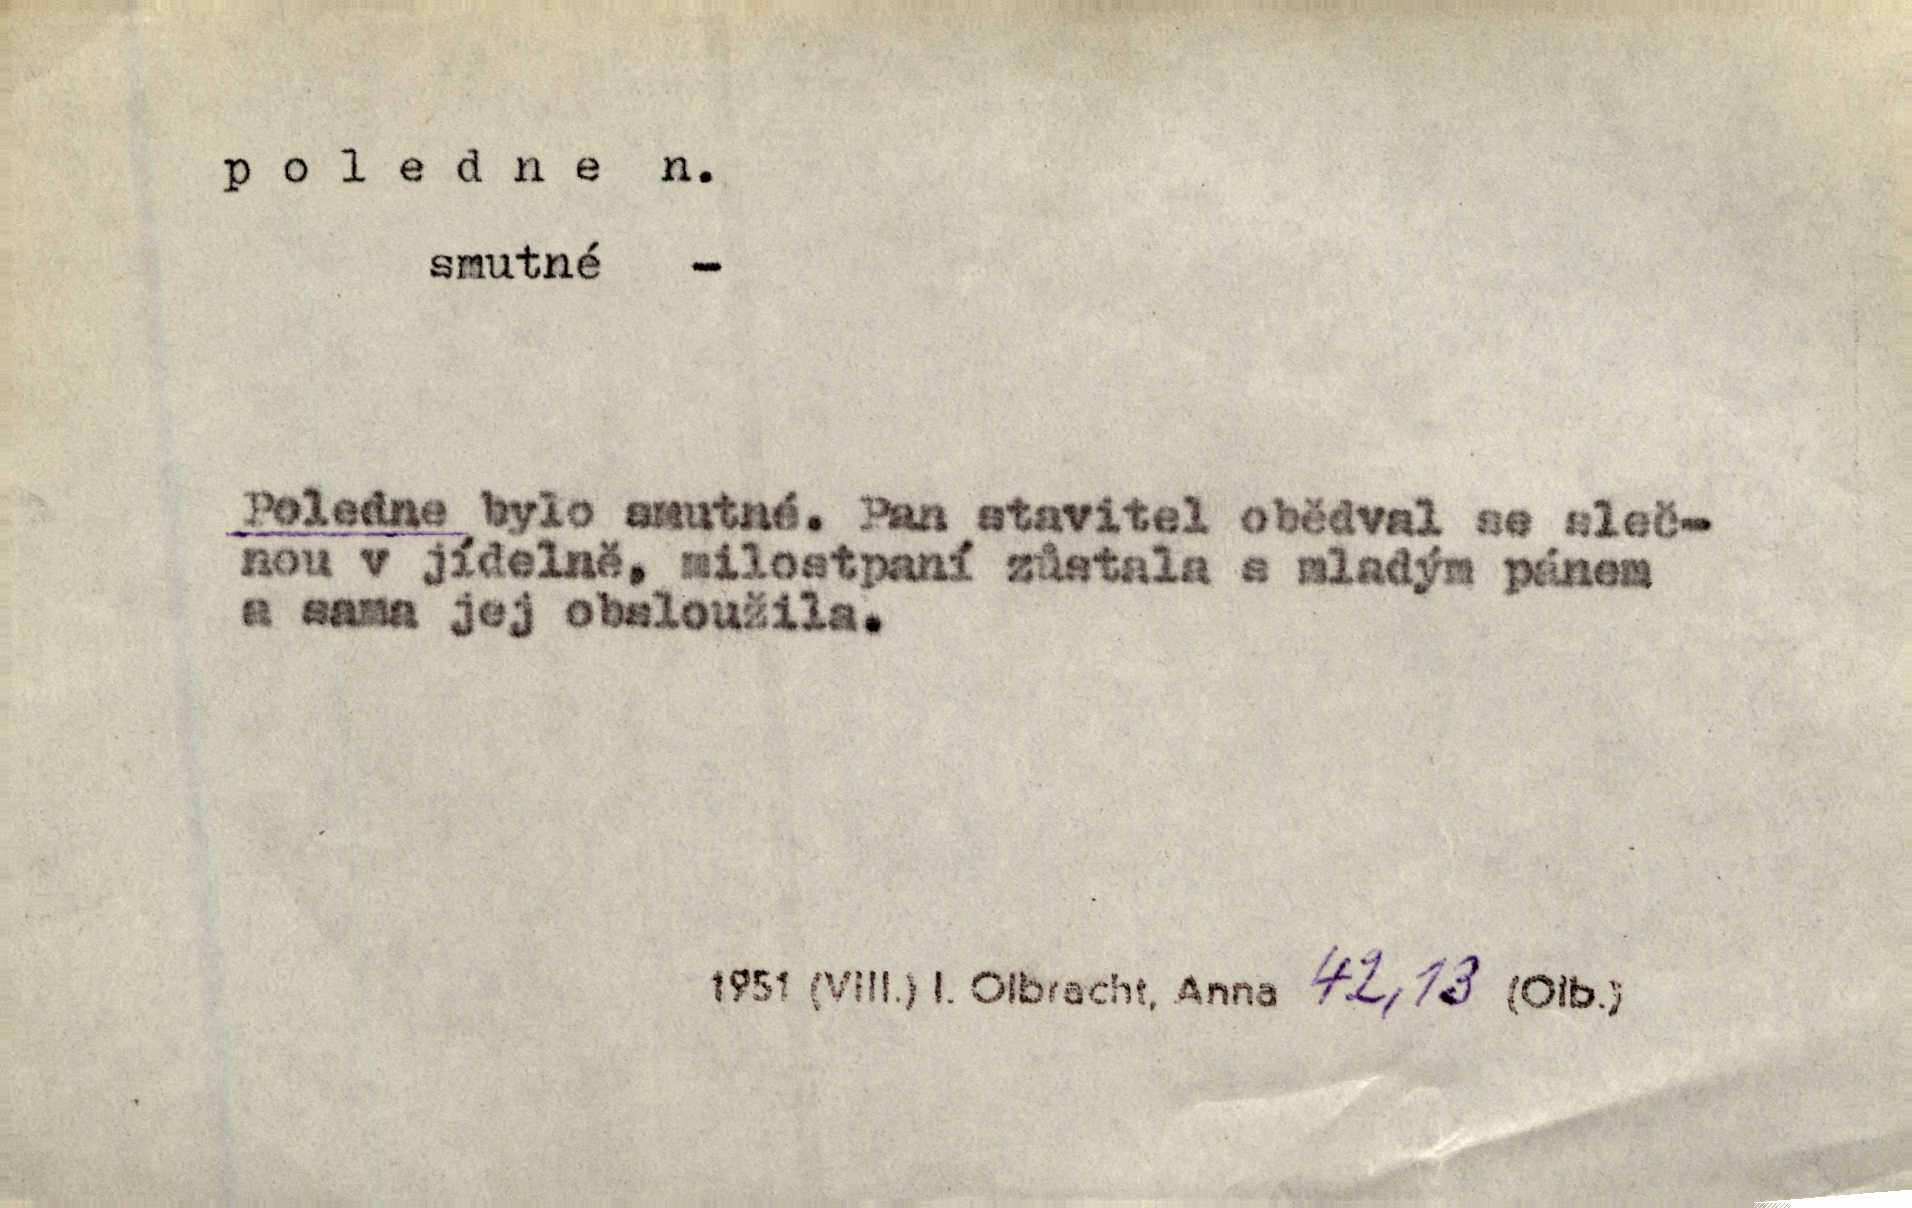 poledne n.
smutné -
Poledne bylo smutné. Pan stavitel obědval se sleč-
nou v jídelně, milostpaní zůstala s mladým pánem
a sama jej obsloužila.
1951 (VIII.) I. Olbracht, Anna 42,13 (Olb.)